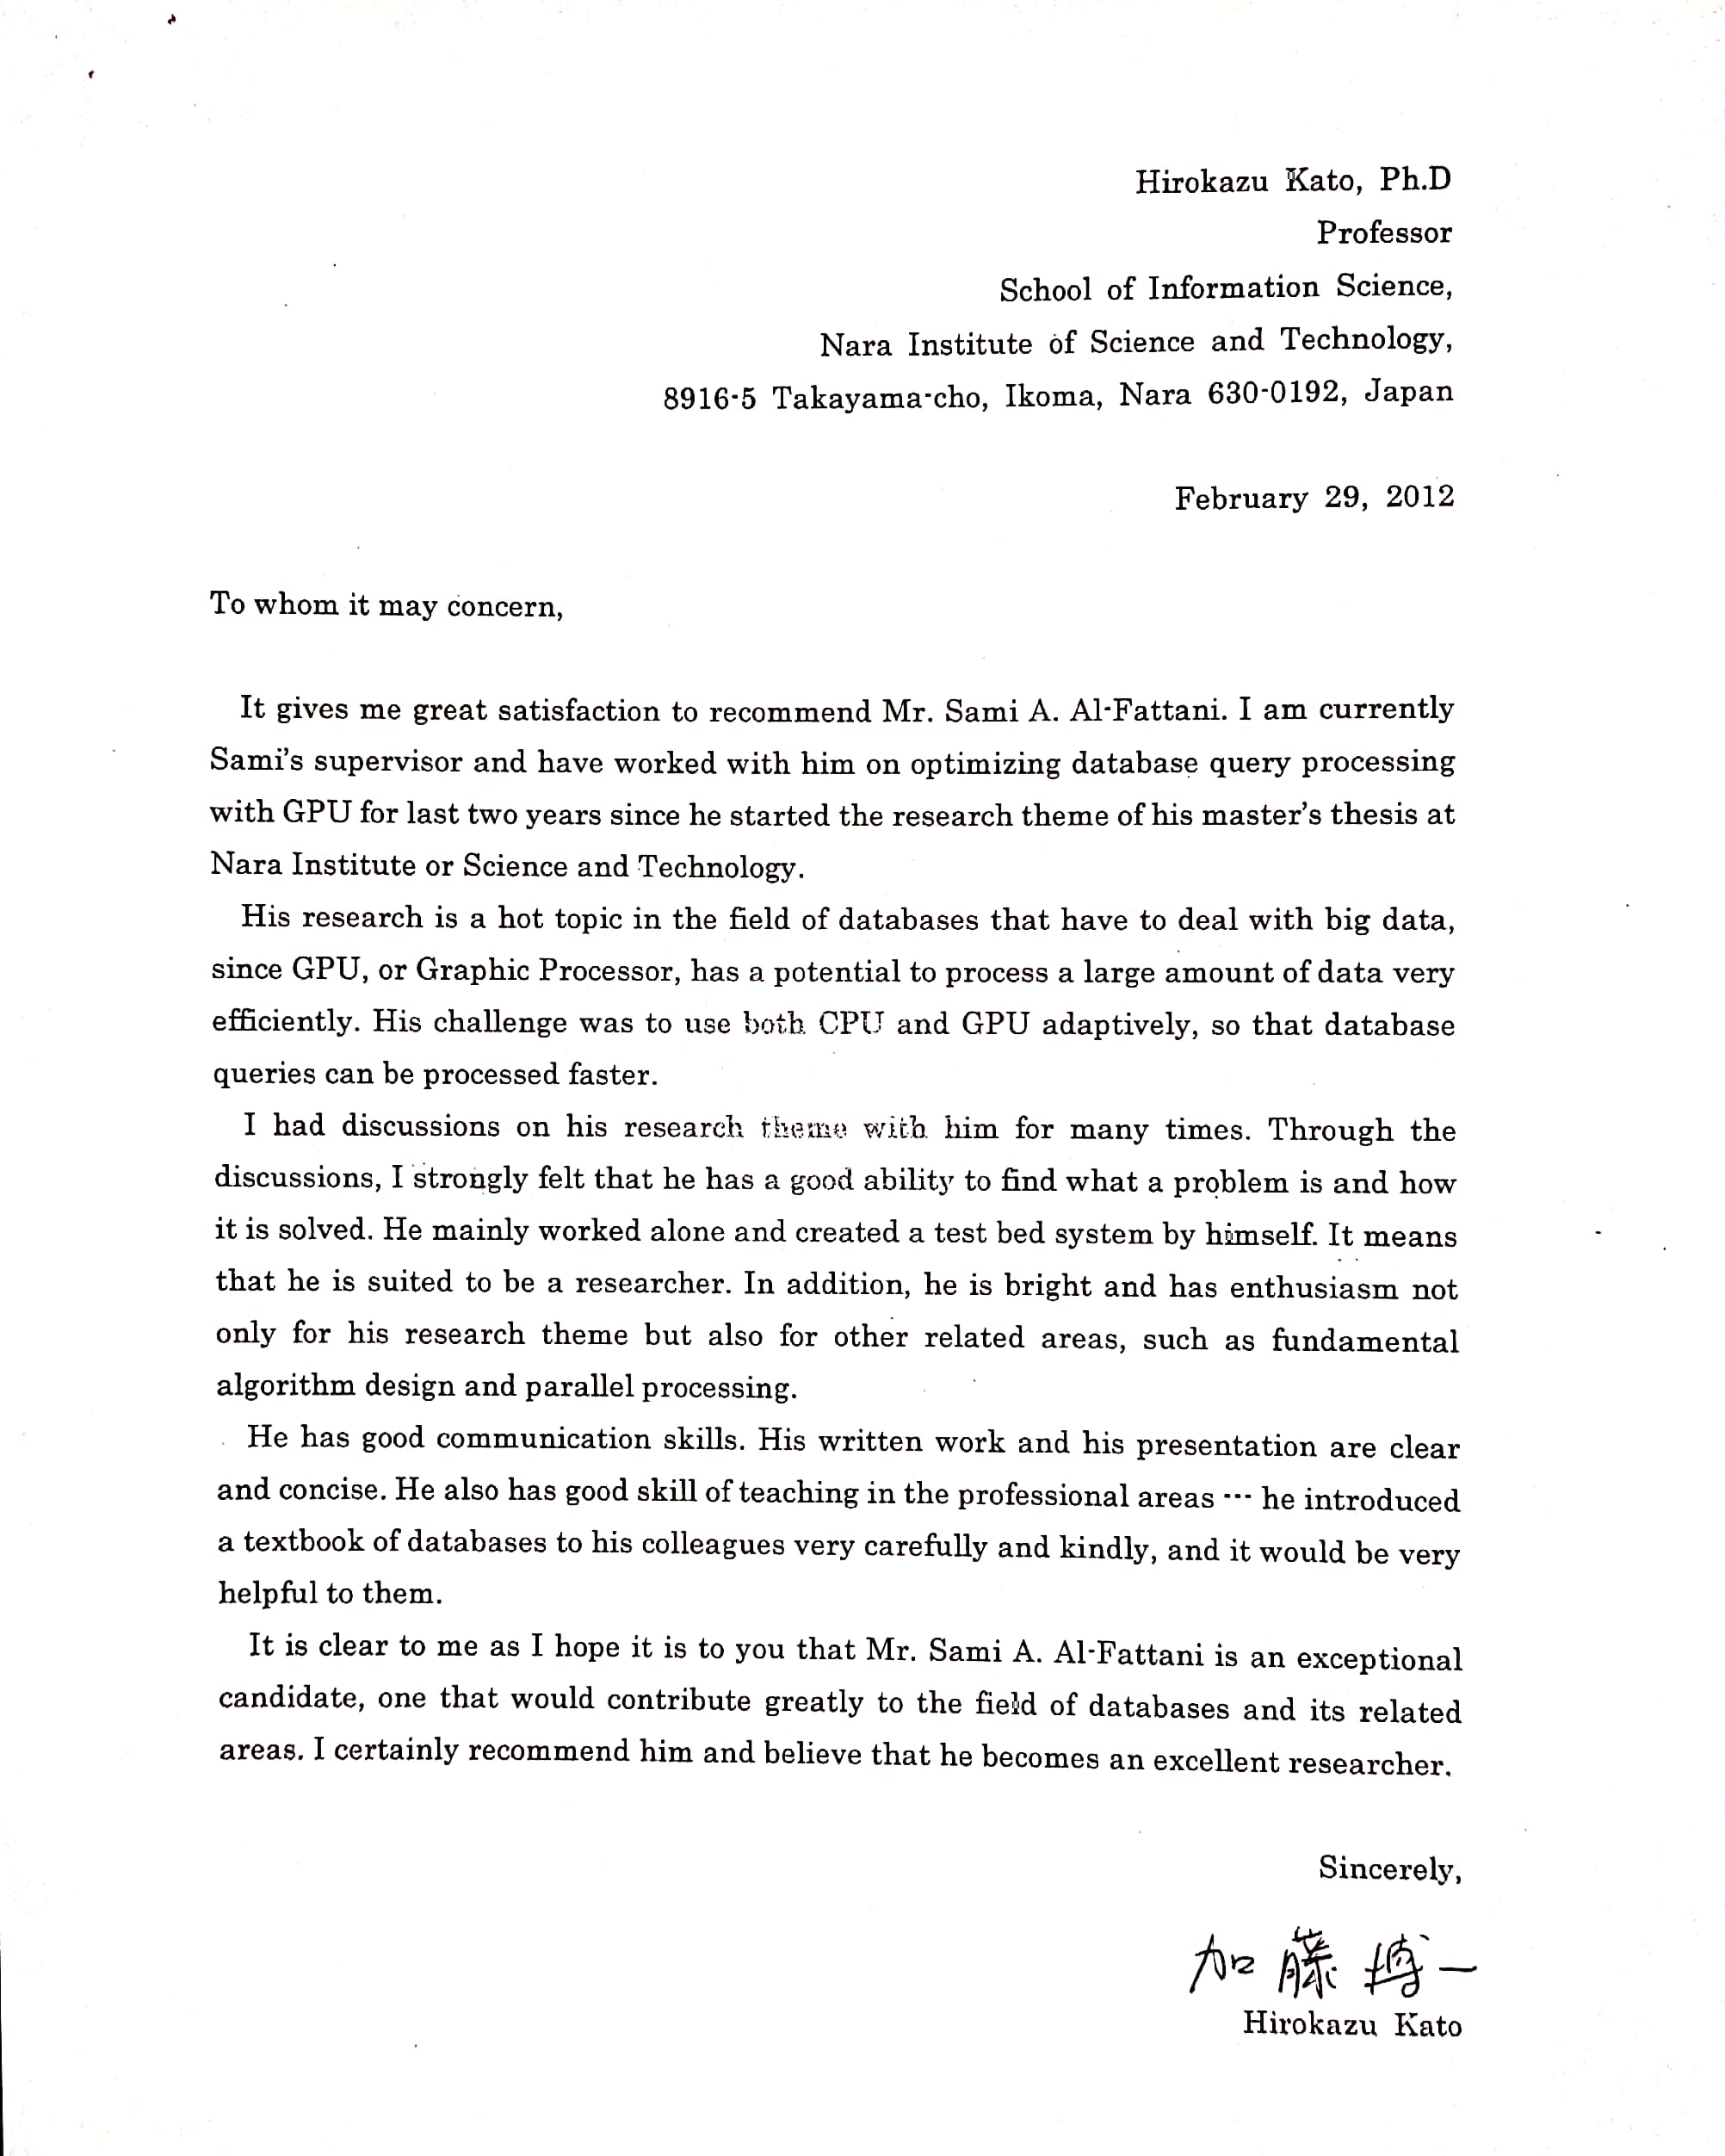 Hirokazu Kato, Ph.D
Professor
School of Information Science,
Nara Institute of Science and Technology,
8916-5 Takayama-cho, Ikoma, Nara 630-0192, Japan
February 29, 2012
To whom it may concern,
It gives me great satisfaction to recommend Mr. Sami A. Al-Fattani. I am currently
Sami's supervisor and have worked with him on optimizing database query processing
with GPU for last two years since he started the research theme of his master's thesis at
Nara Institute or Science and Technology.
His research is a hot topic in the field of databases that have to deal with big data,
since GPU, or Graphic Processor, has a potential to process a large amount of data very
efficiently. His challenge was to use both CPU and GPU adaptively, so that database
queries can be processed faster.
I had discussions on his research theme with him for many times. Through the
discussions, I strongly felt that he has a good ability to find what a problem is and how
it is solved. He mainly worked alone and created a test bed system by himself. It means
that he is suited to be a researcher. In addition, he is bright and has enthusiasm not
only for his research theme but also for other related areas, such as fundamental
algorithm design and parallel processing.
He has good communication skills. His written work and his presentation are clear
and concise. He also has good skill of teaching in the professional areas ⋯ he introduced
a textbook of databases to his colleagues very carefully and kindly, and it would be very
helpful to them.
It is clear to me as I hope it is to you that Mr. Sami A. Al-Fattani is an exceptional
candidate, one that would contribute greatly to the field of databases and its related
areas. I certainly recommend him and believe that he becomes an excellent researcher.
Sincerely,
加藤博一
Hirokazu Kato